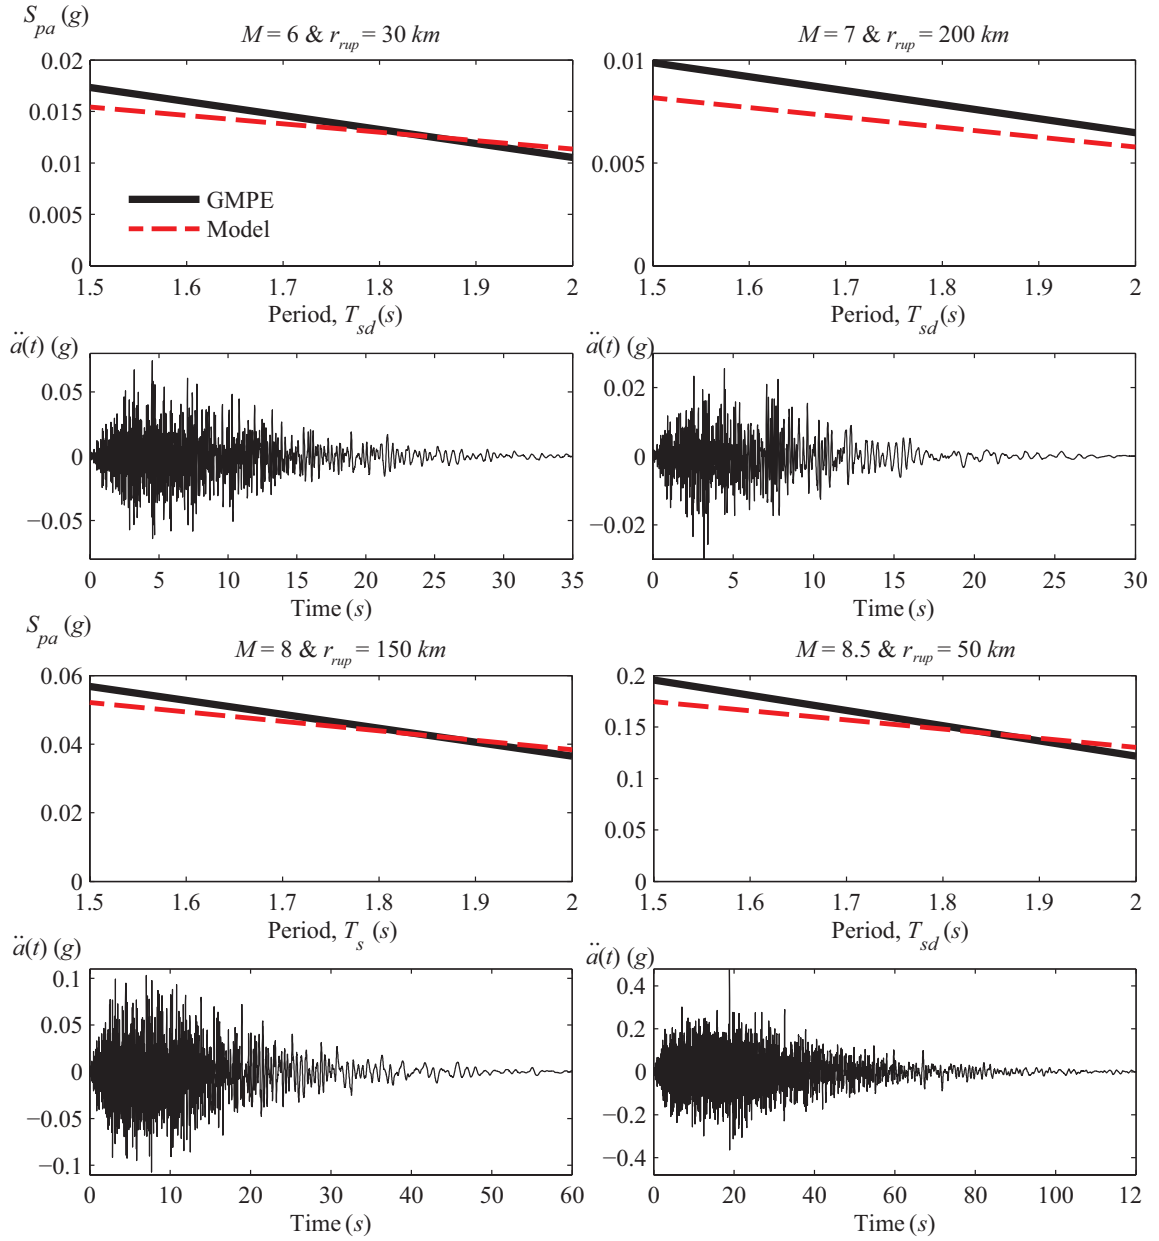 S_pa (g)
M = 6 & r_rup = 30 km
M = 7 & r_rup = 200 km
0.02
0.015
0.01
0.005
0
GMPE
Model
1.5 1.6 1.7 1.8 1.9 2
Period, T_sd (s)
0.01
0.005
0
1.5 1.6 1.7 1.8 1.9 2
Period, T_sd (s)
ä(t) (g)
0.05
0
−0.05
0 5 10 15 20 25 30 35
Time (s)
ä(t) (g)
0.02
0
−0.02
0 5 10 15 20 25 30
Time (s)
S_pa (g)
M = 8 & r_rup = 150 km
M = 8.5 & r_rup = 50 km
0.06
0.04
0.02
0
1.5 1.6 1.7 1.8 1.9 2
Period, T_s (s)
0.2
0.15
0.1
0.05
0
1.5 1.6 1.7 1.8 1.9 2
Period, T_sd (s)
ä(t) (g)
0.1
0.05
0
−0.05
−0.1
0 10 20 30 40 50 60
Time (s)
ä(t) (g)
0.4
0.2
0
−0.2
−0.4
0 20 40 60 80 100 12
Time (s)